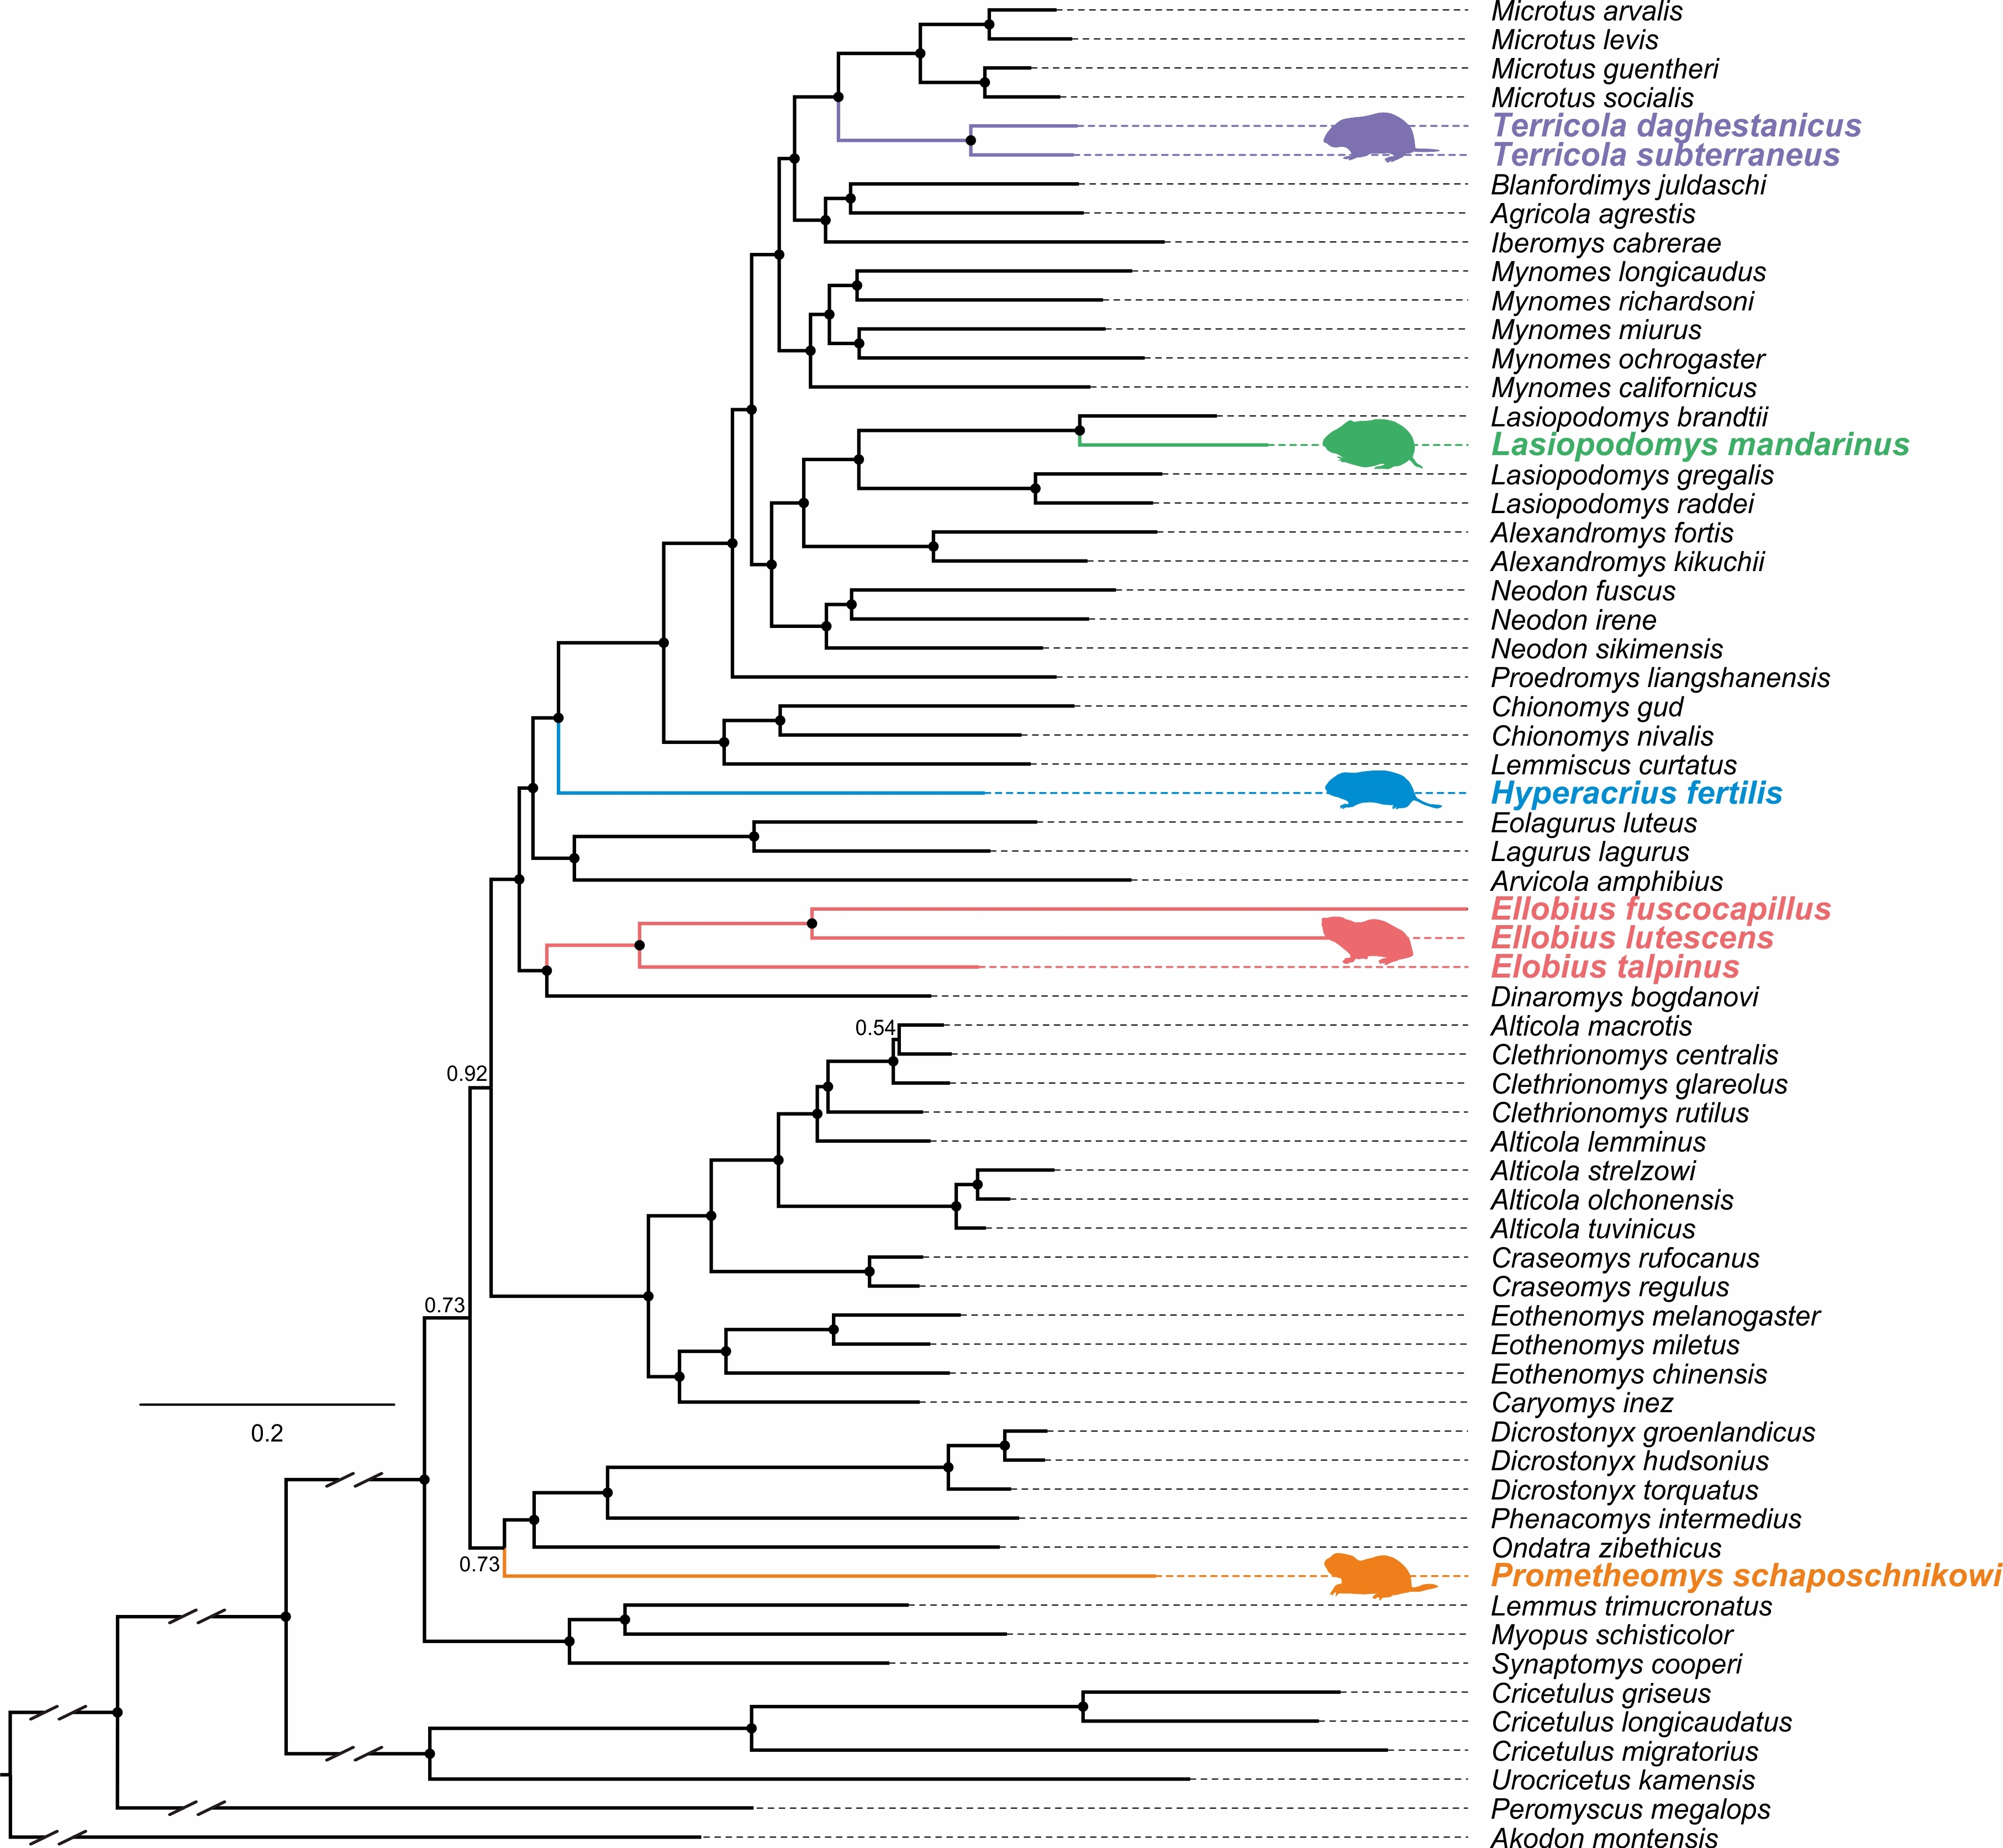 Microtus arvalis
Microtus levis
Microtus guentheri
Microtus socialis
Terricola daghestanicus
Terricola subterraneus
Blanfordimys juldaschi
Agricola agrestis
Iberomys cabrerae
Mynomes longicaudus
Mynomes richardsoni
Mynomes miurus
Mynomes ochrogaster
Mynomes californicus
Lasiopodomys brandtii
Lasiopodomys mandarinus
Lasiopodomys gregalis
Lasiopodomys raddei
Alexandromys fortis
Alexandromys kikuchii
Neodon fuscus
Neodon irene
Neodon sikimensis
Proedromys liangshanensis
Chionomys gud
Chionomys nivalis
Lemmiscus curtatus
Hyperacrius fertilis
Eolagurus luteus
Lagurus lagurus
Arvicola amphibius
Ellobius fuscocapillus
Ellobius lutescens
Elobius talpinus
Dinaromys bogdanovi
0.54
Alticola macrotis
Clethrionomys centralis
0.92
Clethrionomys glareolus
Clethrionomys rutilus
Alticola lemminus
Alticola strelzowi
Alticola olchonensis
Alticola tuvinicus
Craseomys rufocanus
Craseomys regulus
0.73
Eothenomys melanogaster
Eothenomys miletus
Eothenomys chinensis
Caryomys inez
0.2
Dicrostonyx groenlandicus
Dicrostonyx hudsonius
Dicrostonyx torquatus
Phenacomys intermedius
Ondatra zibethicus
0.73
Prometheomys schaposchnikowi
Lemmus trimucronatus
Myopus schisticolor
Synaptomys cooperi
Cricetulus griseus
Cricetulus longicaudatus
Cricetulus migratorius
Urocricetus kamensis
Peromyscus megalops
Akodon montensis